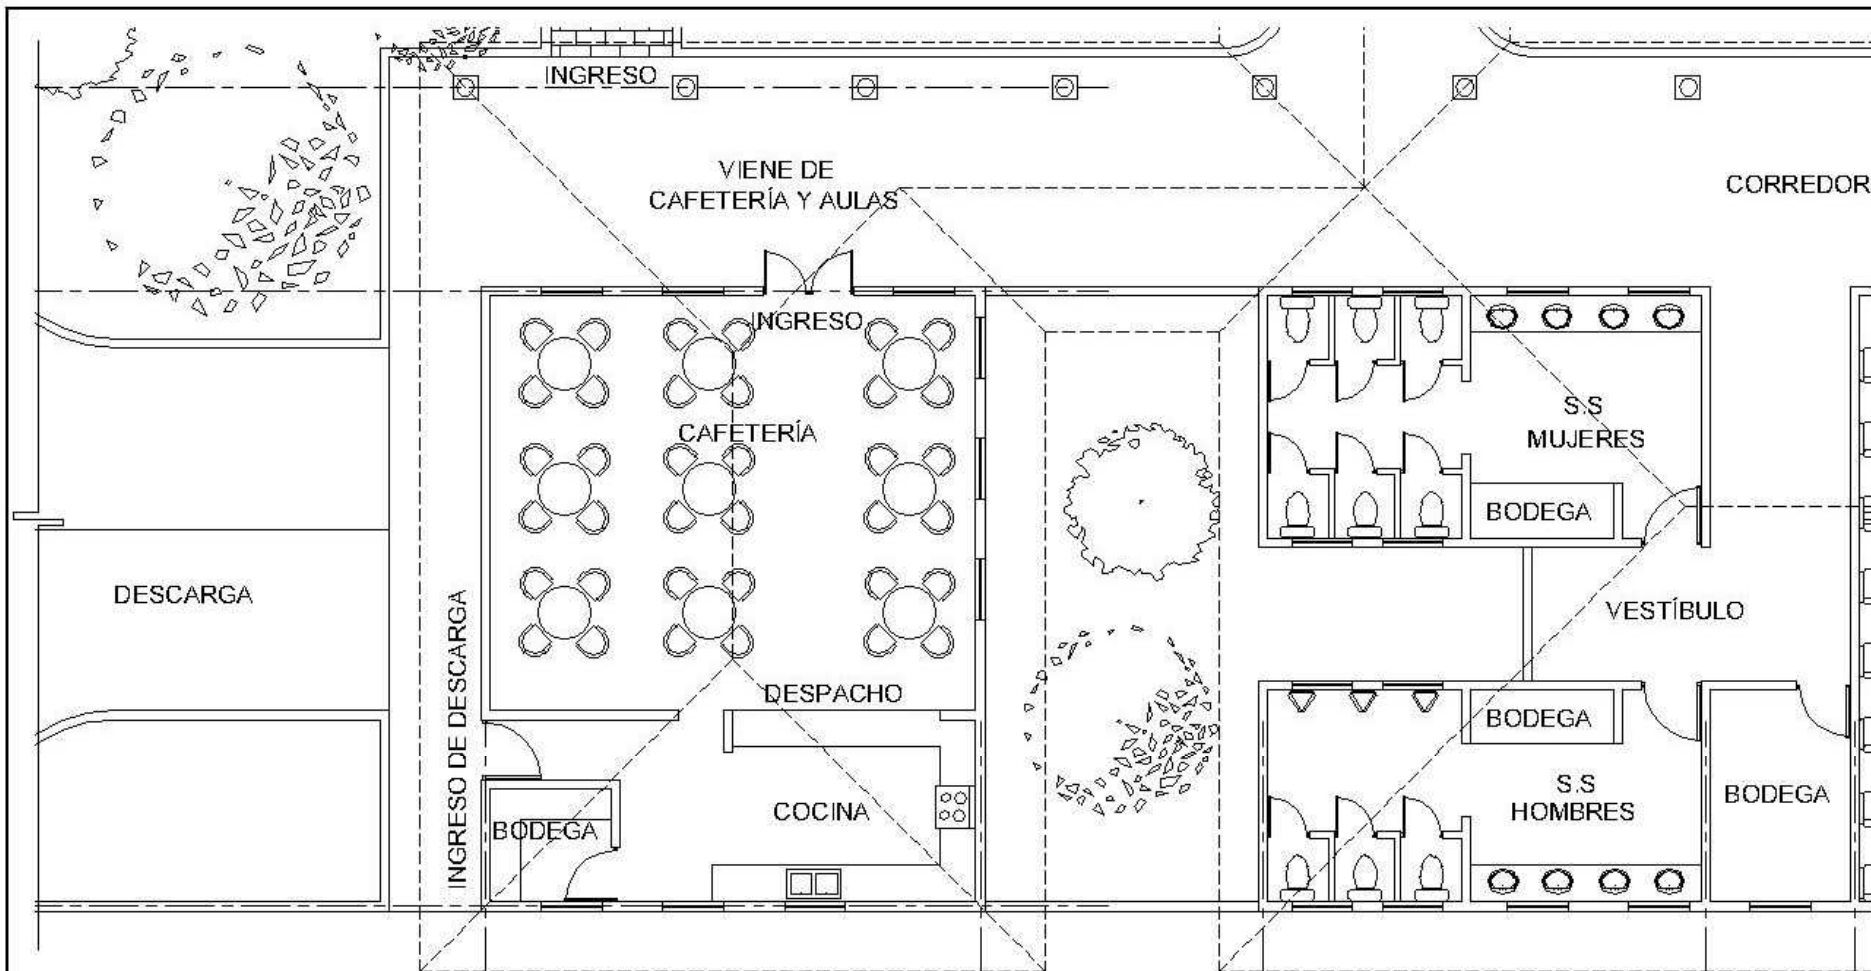 INGRESO
VIENE DE
CAFETERÍA Y AULAS
CORREDOR
INGRESO
CAFETERÍA
S.S
MUJERES
BODEGA
DESCARGA
INGRESO DE DESCARGA
VESTÍBULO
DESPACHO
BODEGA
S.S
HOMBRES
BODEGA
COCINA
BODEGA